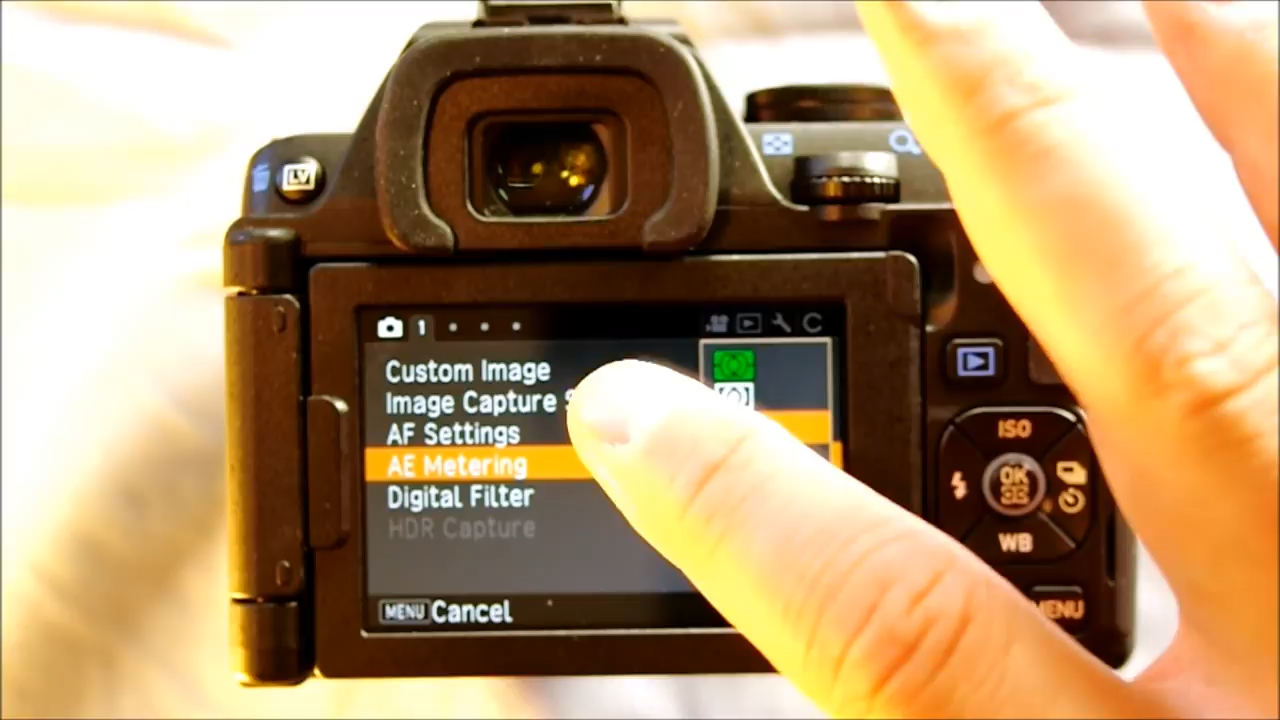 LV
1
C
Custom Image
Image Capture
AF Settings
AE Metering
Digital Filter
HDR Capture
MENU Cancel
ISO
OK
WB
MENU